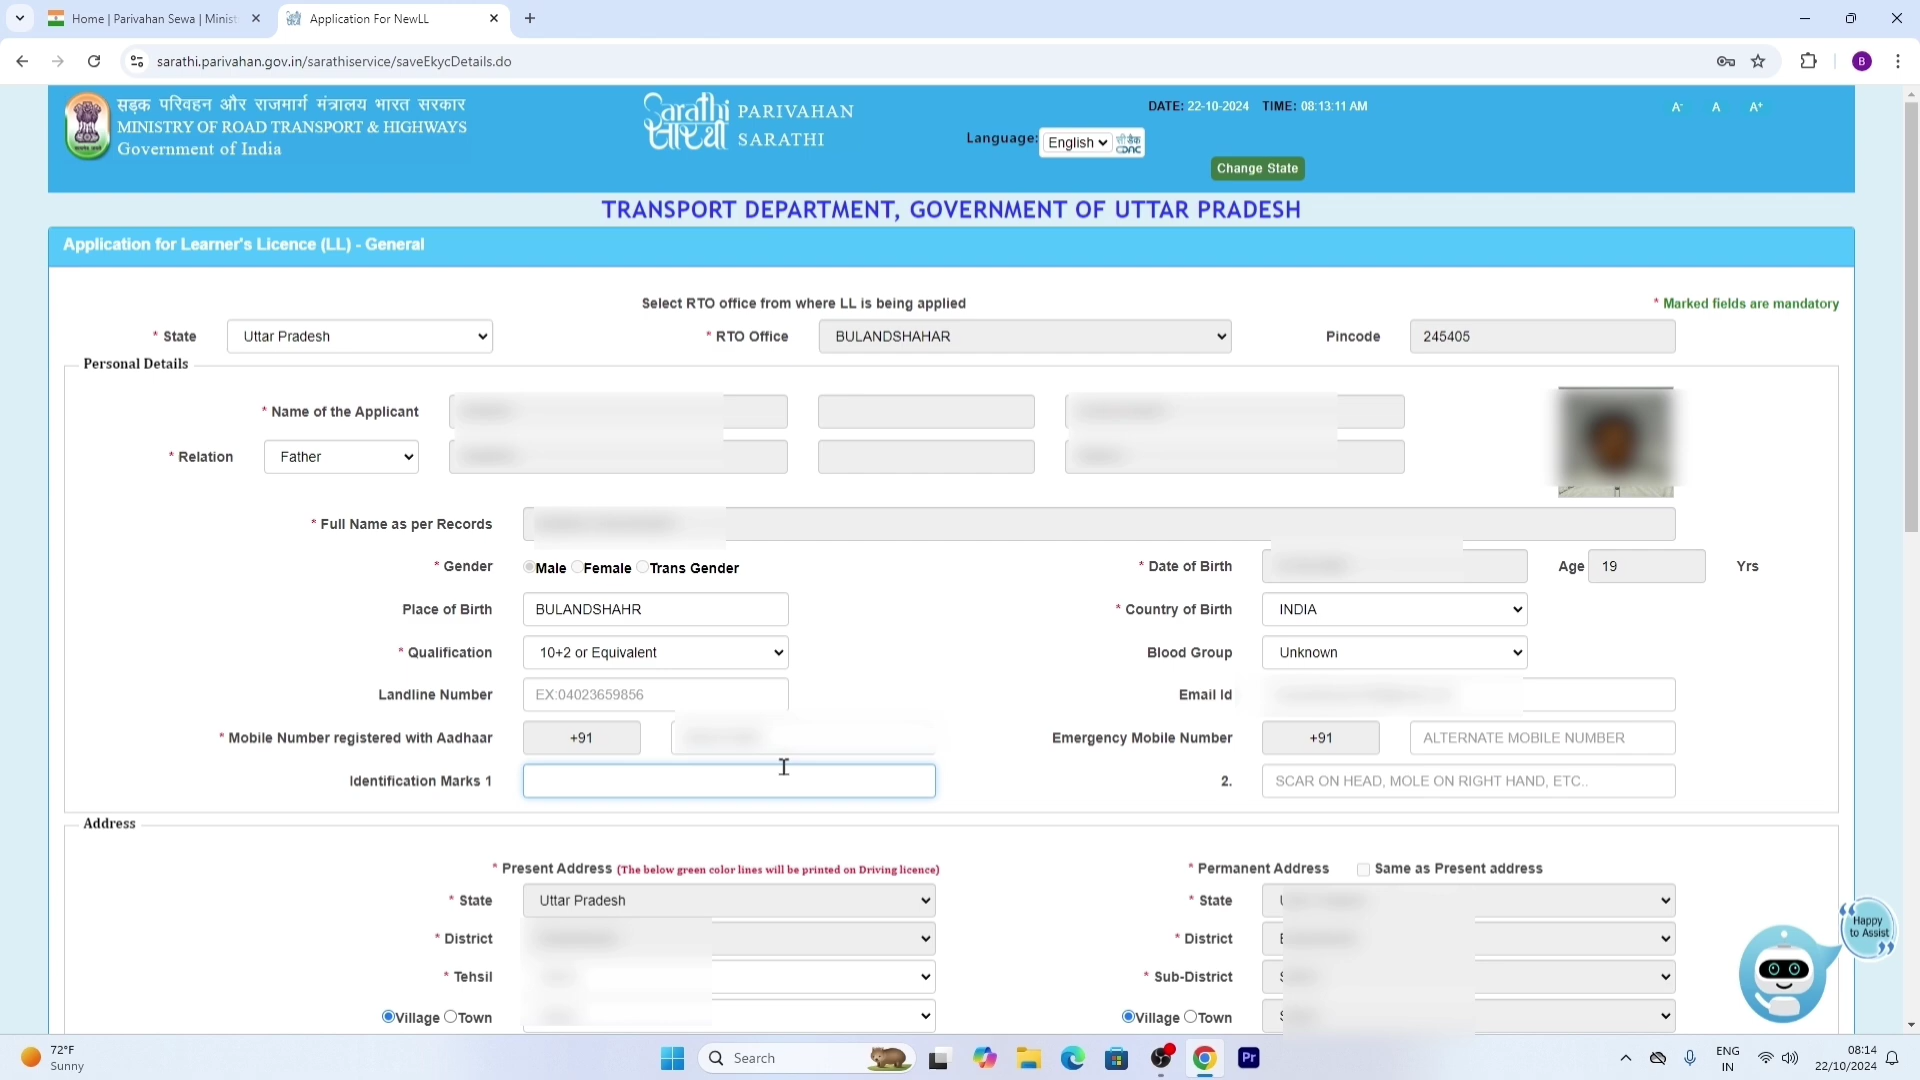 Home | Parivahan Sewa | Minist
Application For NewLL
sarathi.parivahan.gov.in/sarathiservice/saveEkycDetails.do
B
सड़क परिवहन और राजमार्ग मंत्रालय भारत सरकार
MINISTRY OF ROAD TRANSPORT & HIGHWAYS
Government of India
Sarathi
सारथी
PARIVAHAN
SARATHI
DATE: 22-10-2024 TIME: 08:13:11 AM
A- A A+
Language: English
सी डैक
CDAC
Change State
TRANSPORT DEPARTMENT, GOVERNMENT OF UTTAR PRADESH
Application for Learner's Licence (LL) - General
Select RTO office from where LL is being applied
* Marked fields are mandatory
* State Uttar Pradesh * RTO Office BULANDSHAHAR Pincode 245405
Personal Details
* Name of the Applicant
* Relation Father
* Full Name as per Records
* Gender Male Female Trans Gender * Date of Birth Age 19 Yrs
Place of Birth BULANDSHAHR * Country of Birth INDIA
* Qualification 10+2 or Equivalent Blood Group Unknown
Landline Number EX:04023659856 Email Id
* Mobile Number registered with Aadhaar +91 Emergency Mobile Number +91 ALTERNATE MOBILE NUMBER
Identification Marks 1 2. SCAR ON HEAD, MOLE ON RIGHT HAND, ETC..
Address
* Present Address (The below green color lines will be printed on Driving licence) * Permanent Address Same as Present address
* State Uttar Pradesh * State
* District * District
* Tehsil * Sub-District
Village Town Village Town
Happy
to Assist
72°F
Sunny
Search
Pr
ENG
IN
08:14
22/10/2024